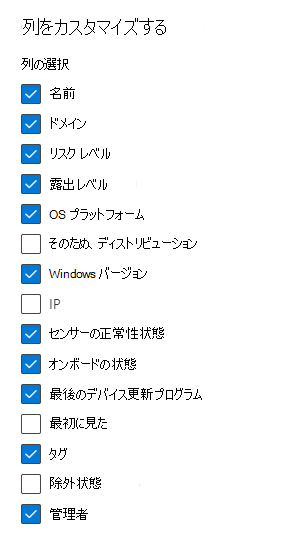 列をカスタマイズする
列の選択
名前
ドメイン
リスク レベル
露出レベル
OS プラットフォーム
そのため、ディストリビューション
Windows バージョン
IP
センサーの正常性状態
オンボードの状態
最後のデバイス更新プログラム
最初に見た
タグ
除外状態
管理者